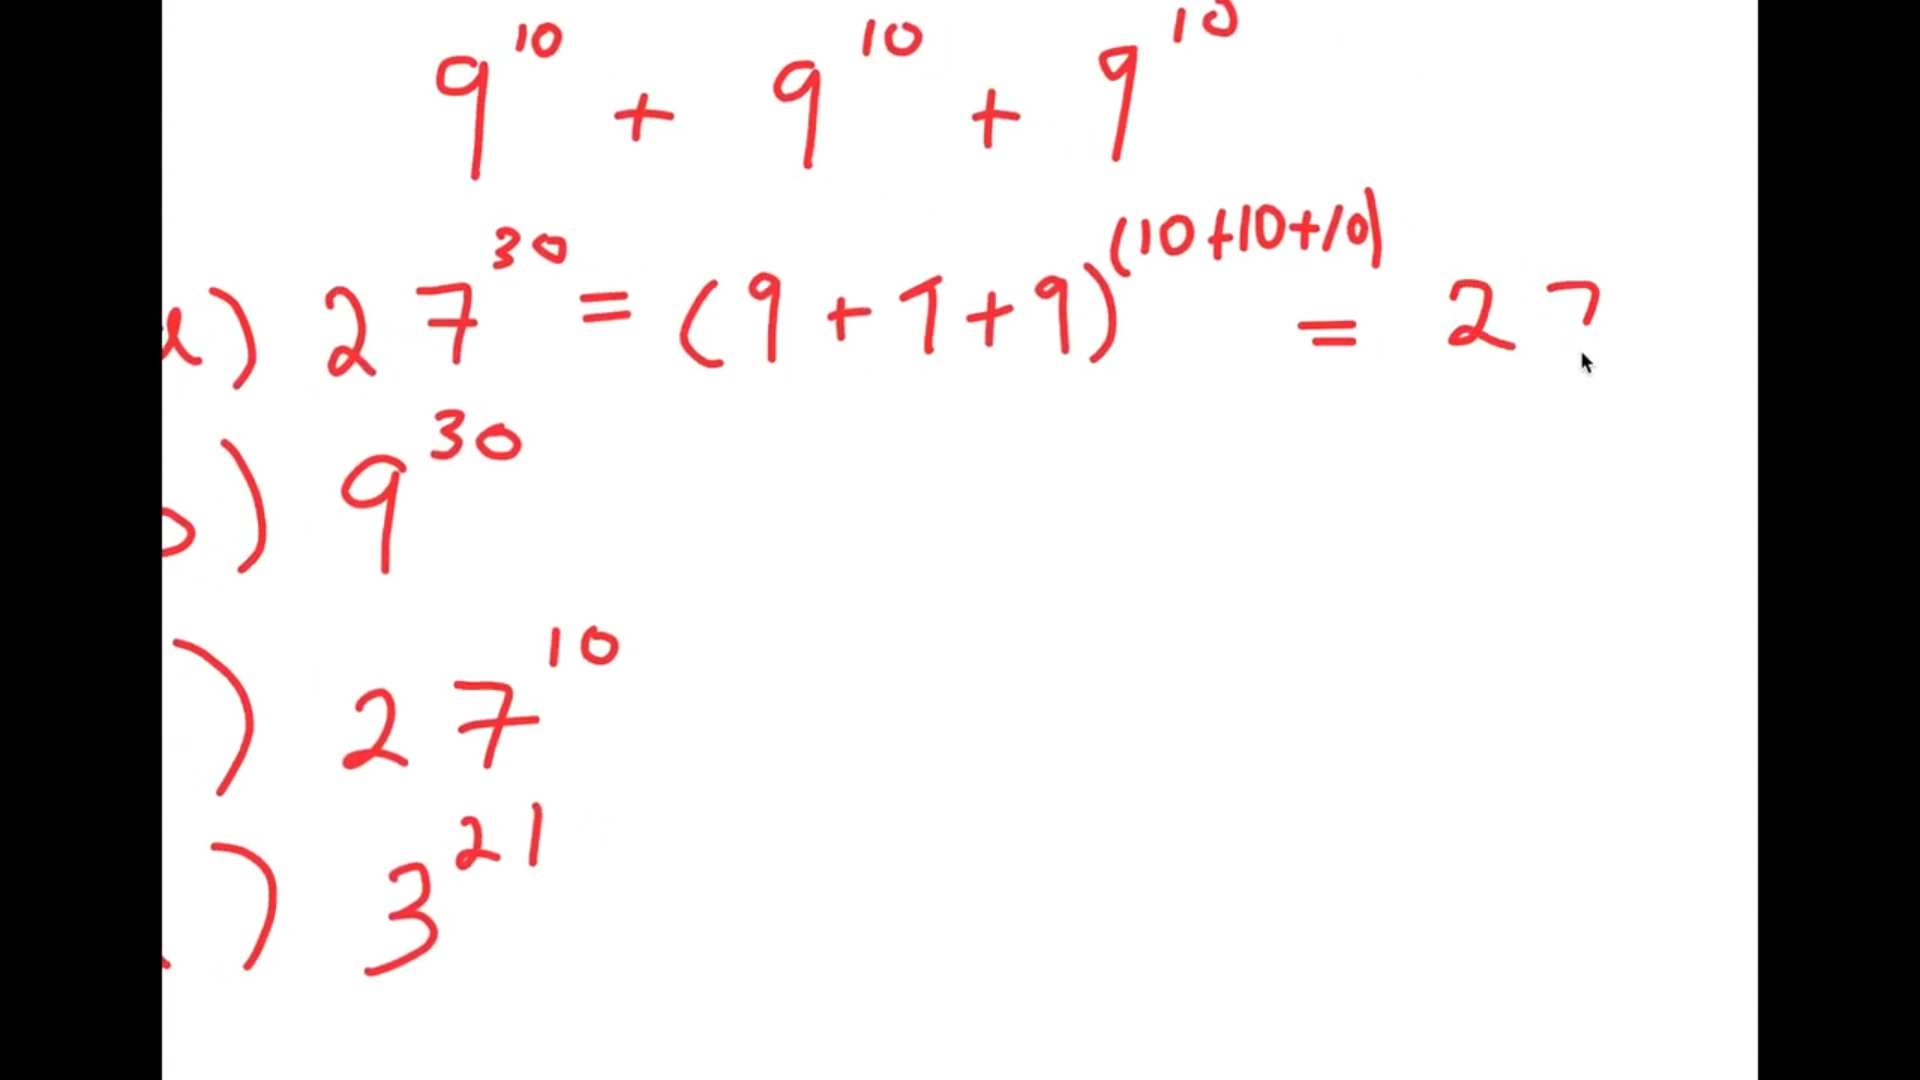 9^10 + 9^10 + 9^10
a) 27^30 = (9+9+9)^(10+10+10) = 27
b) 9^30
) 27^10
) 3^21